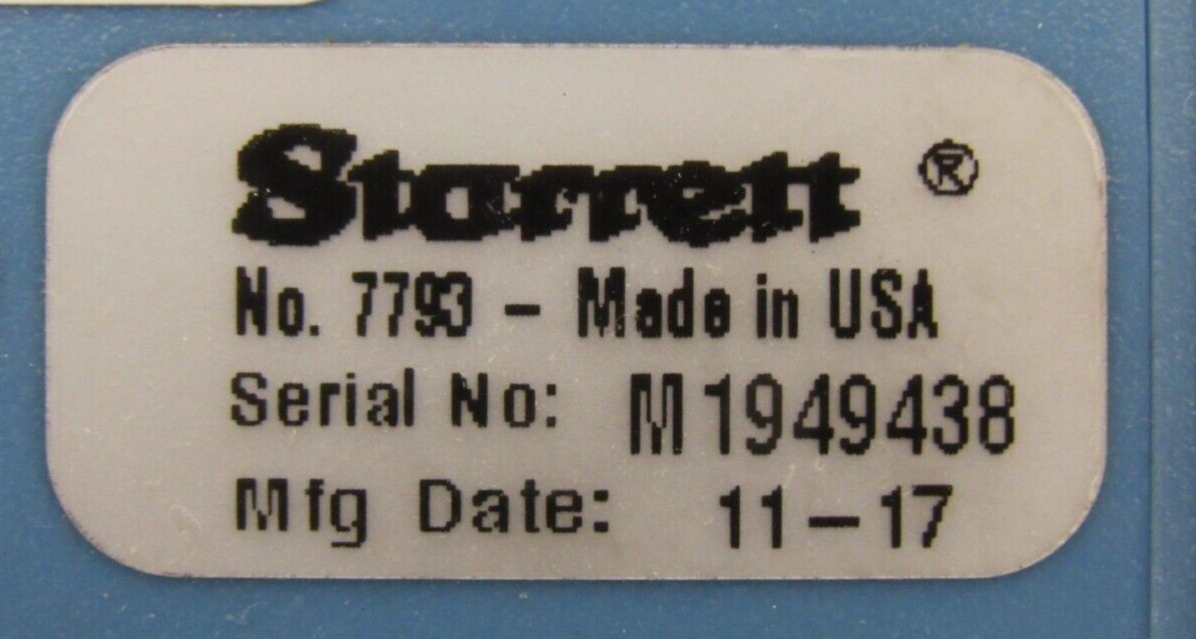 Starrett ®
No. 7793 - Made in USA
Serial No: M1949438
Mfg Date: 11-17